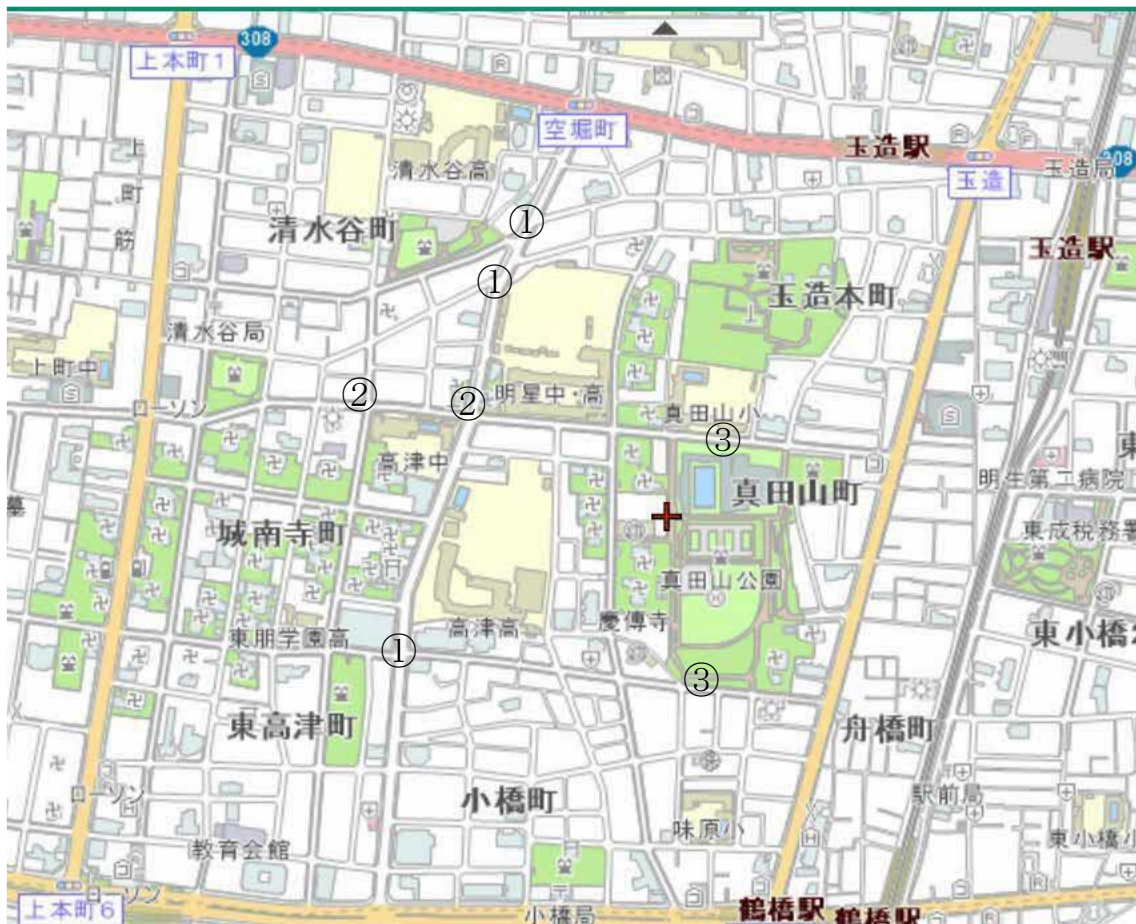 308
上本町1
空堀町
玉造駅
玉造
玉造局
308
清水谷高
上
町
筋
清水谷町
①
玉造駅
①
玉造本町
清水谷局
上町中
ローソン
②
②
明星中・高
真田山小
③
高津中
真田山町
明生第二病院
城南寺町
東成税務署
真田山公園
慶傳寺
東朋学園高
①
高津高
東小橋
③
東高津町
舟橋町
小橋町
ローソン
駅前局
味原小
東小橋小
教育会館
上本町6
ローソン
小橋局
鶴橋駅
鶴橋駅